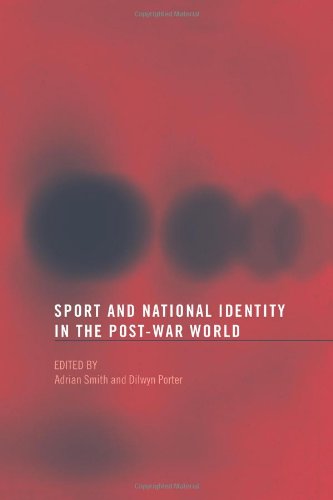 SPORT AND NATIONAL IDENTITY
IN THE POST-WAR WORLD
EDITED BY
Adrian Smith and Dilwyn Porter